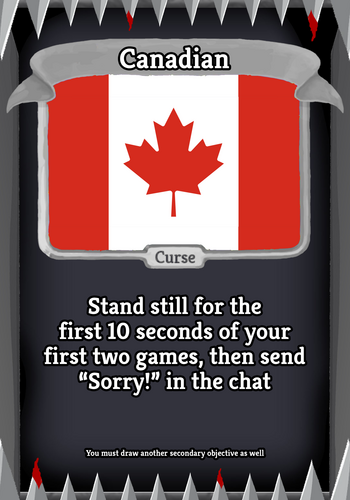 Canadian
Curse
Stand still for the
first 10 seconds of your
first two games, then send
“Sorry!” in the chat
You must draw another secondary objective as well